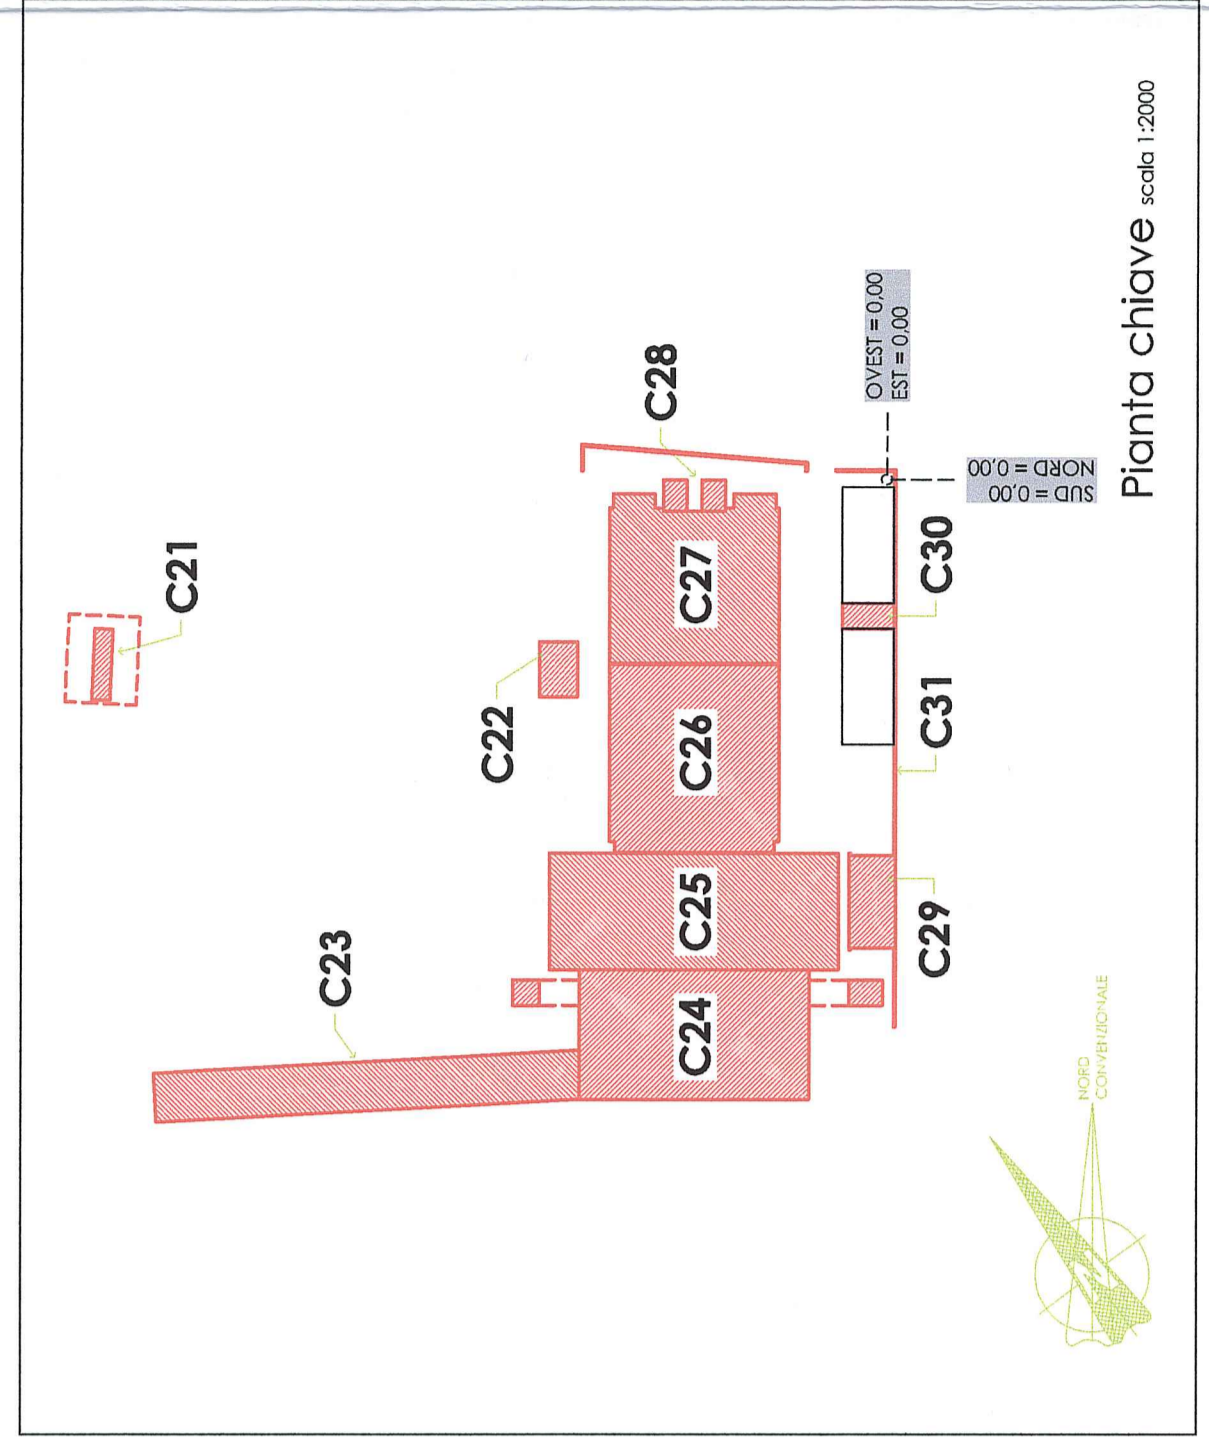 C21
C22
C23
C24
C25
C26
C27
C28
C29
C30
C31
OVEST = 0,00
EST = 0,00
SUD = 0,00
NORD = 0,00
NORD
CONVENZIONALE
N
Pianta chiave scala 1:2000